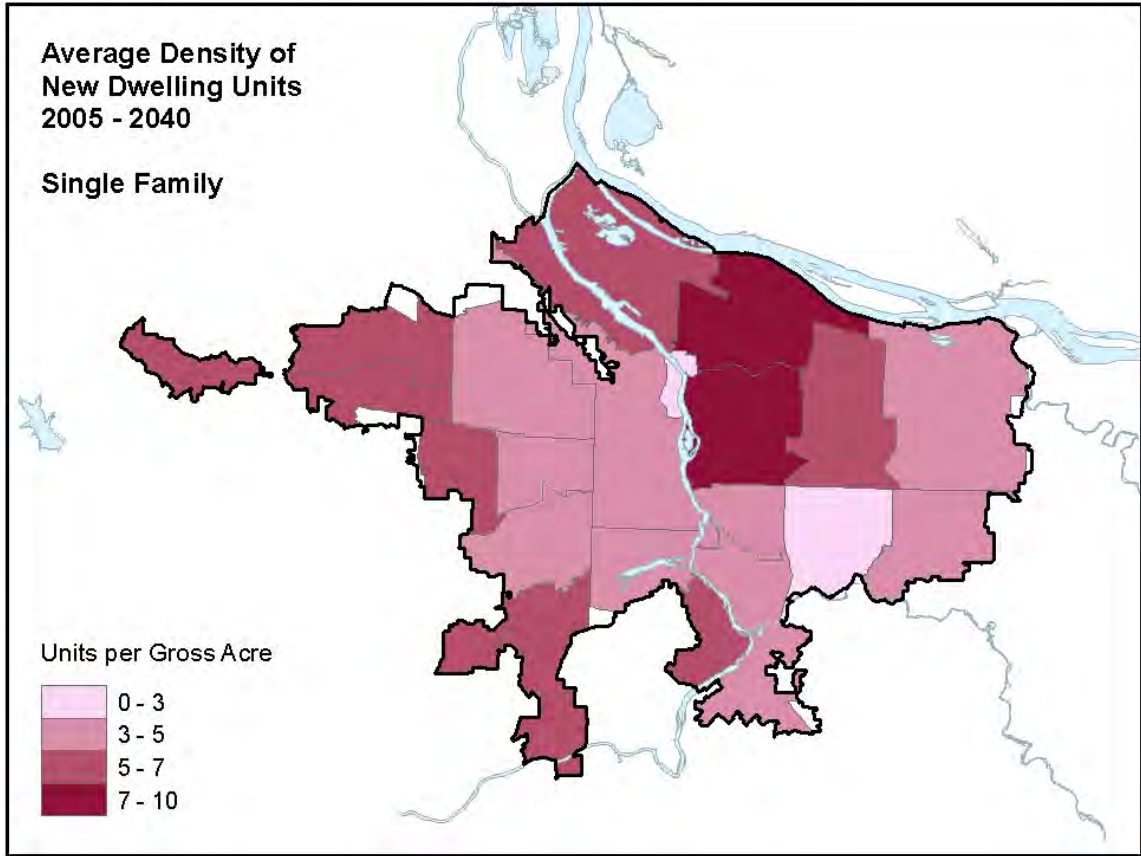 Average Density of
New Dwelling Units
2005 - 2040
Single Family
Units per Gross Acre
0 - 3
3 - 5
5 - 7
7 - 10